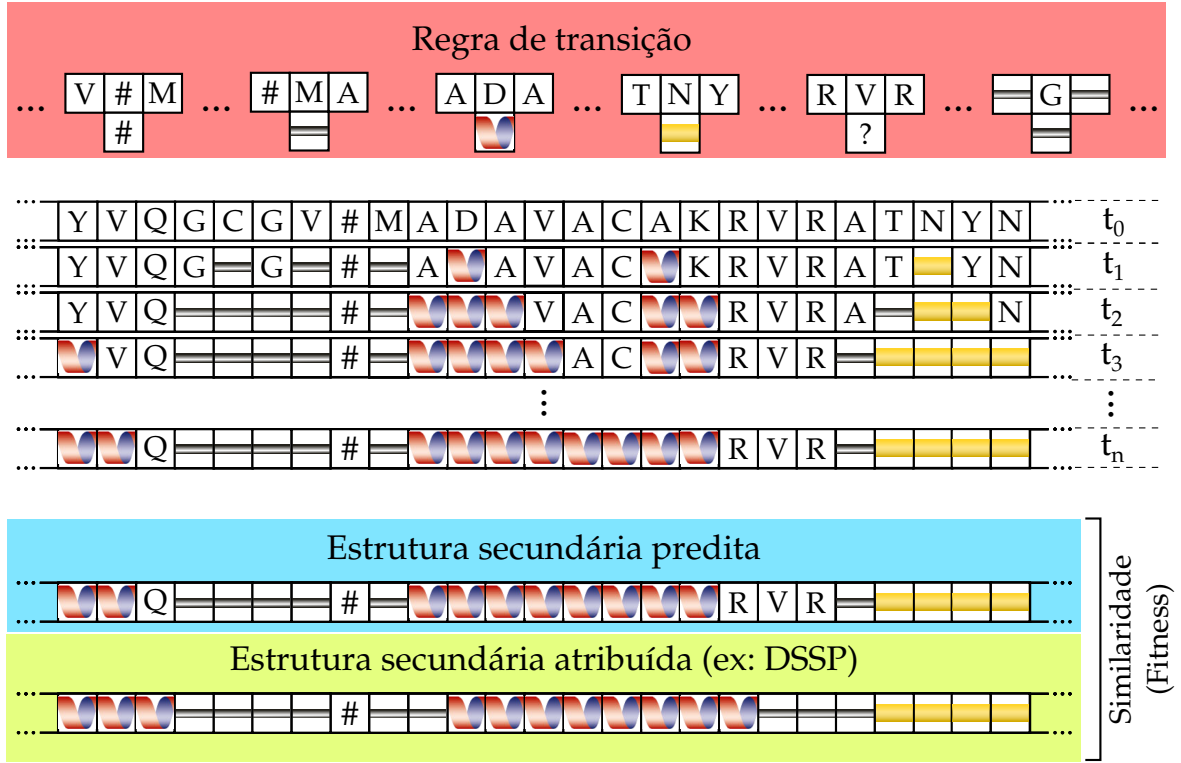 Regra de transição
... V # M ... # M A ... A D A ... T N Y ... R V R ... G ...
# ?
... Y V Q G C G V # M A D A V A C A K R V R A T N Y N ... t0
... Y V Q G G # A A V A C K R V R A T Y N ... t1
... Y V Q # V A C R V R A N ... t2
... V Q # A C R V R ... t3
... Q # R V R ... tn
Estrutura secundária predita
... Q # R V R ...
Estrutura secundária atribuída (ex: DSSP)
... # ...
Similaridade
(Fitness)